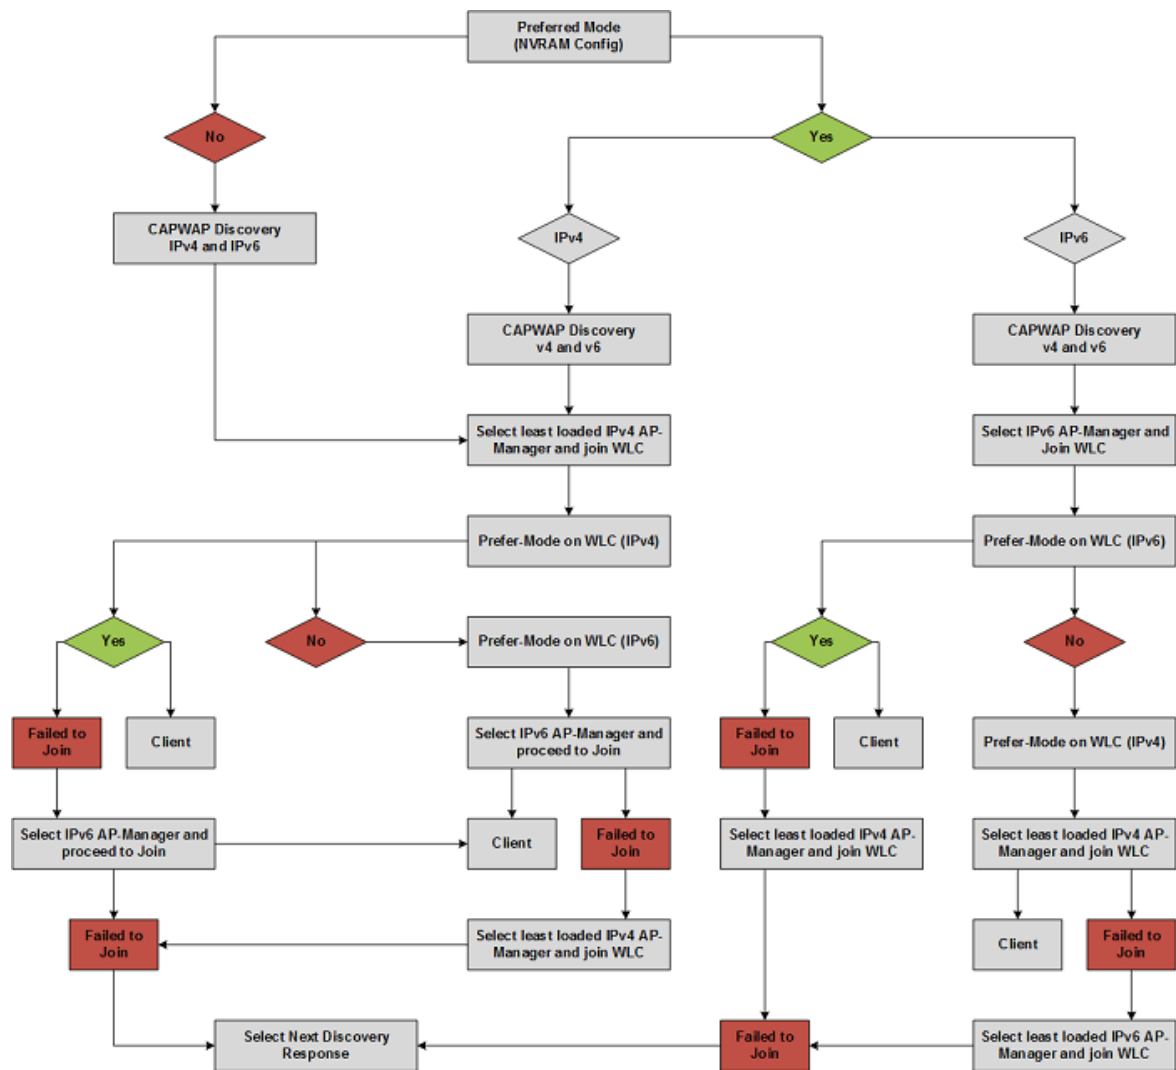 Preferred Mode
(NVRAM Config)
No
Yes
CAPWAP Discovery
IPv4 and IPv6
IPv4
IPv6
CAPWAP Discovery
v4 and v6
CAPWAP Discovery
v4 and v6
Select least loaded IPv4 AP-
Manager and join WLC
Select IPv6 AP-Manager and
Join WLC
Prefer-Mode on WLC (IPv4)
Prefer-Mode on WLC (IPv6)
Yes
No
Prefer-Mode on WLC (IPv6)
Yes
No
Failed to
Join
Client
Select IPv6 AP-Manager and
proceed to Join
Failed to
Join
Client
Prefer-Mode on WLC (IPv4)
Select IPv6 AP-Manager and
proceed to Join
Client
Failed to
Join
Select least loaded IPv4 AP-
Manager and join WLC
Select least loaded IPv4 AP-
Manager and join WLC
Failed to
Join
Select least loaded IPv4 AP-
Manager and join WLC
Client
Failed to
Join
Select Next Discovery
Response
Failed to
Join
Select least loaded IPv6 AP-
Manager and join WLC